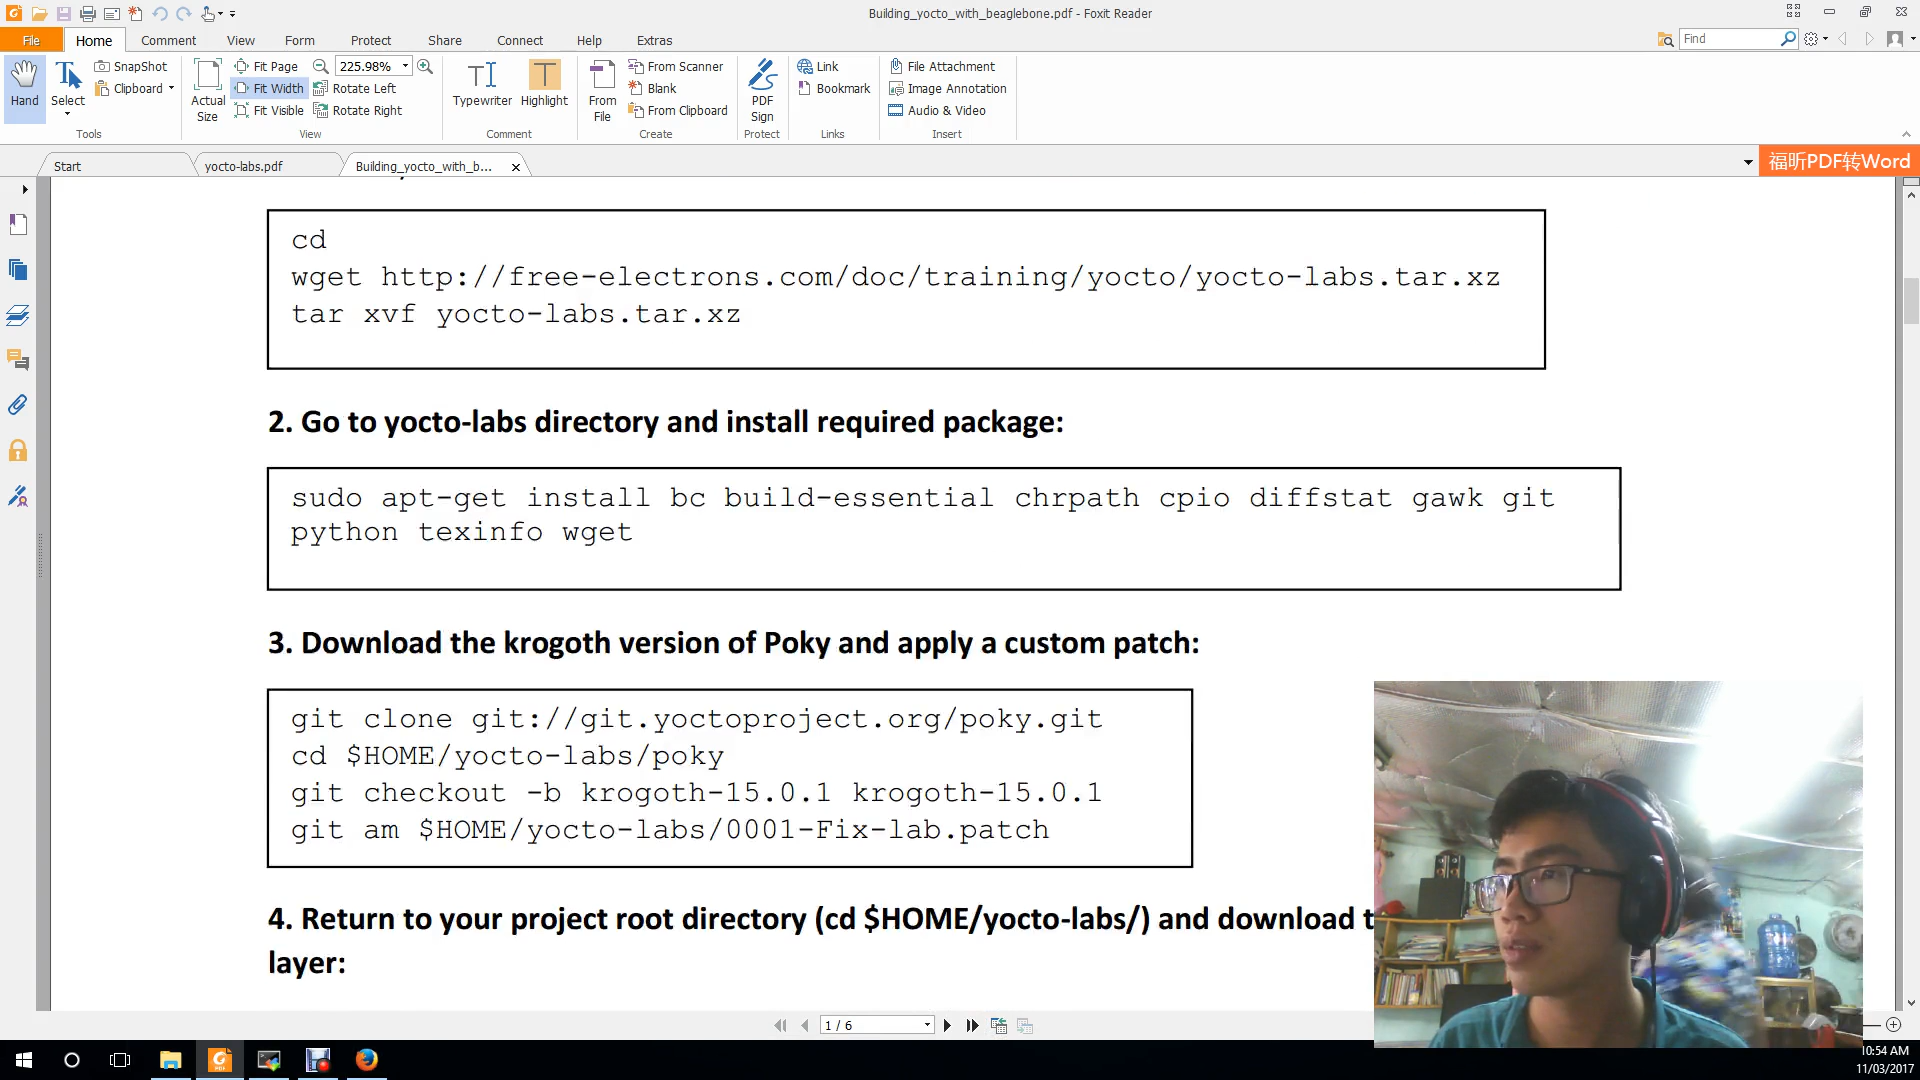 Building_yocto_with_beaglebone.pdf - Foxit Reader
File Home Comment View Form Protect Share Connect Help Extras
Find
Hand
Select
SnapShot
Clipboard
Tools
Actual Size
Fit Page
Fit Width
Fit Visible
225.98%
Rotate Left
Rotate Right
View
Typewriter
Highlight
Comment
From File
From Scanner
Blank
From Clipboard
Create
PDF Sign
Protect
Link
Bookmark
Links
File Attachment
Image Annotation
Audio & Video
Insert
Start
yocto-labs.pdf
Building_yocto_with_b...
福昕PDF转Word
cd
wget http://free-electrons.com/doc/training/yocto/yocto-labs.tar.xz
tar xvf yocto-labs.tar.xz
2. Go to yocto-labs directory and install required package:
sudo apt-get install bc build-essential chrpath cpio diffstat gawk git
python texinfo wget
3. Download the krogoth version of Poky and apply a custom patch:
git clone git://git.yoctoproject.org/poky.git
cd $HOME/yocto-labs/poky
git checkout -b krogoth-15.0.1 krogoth-15.0.1
git am $HOME/yocto-labs/0001-Fix-lab.patch
4. Return to your project root directory (cd $HOME/yocto-labs/) and download
layer:
1 / 6
10:54 AM
11/03/2017